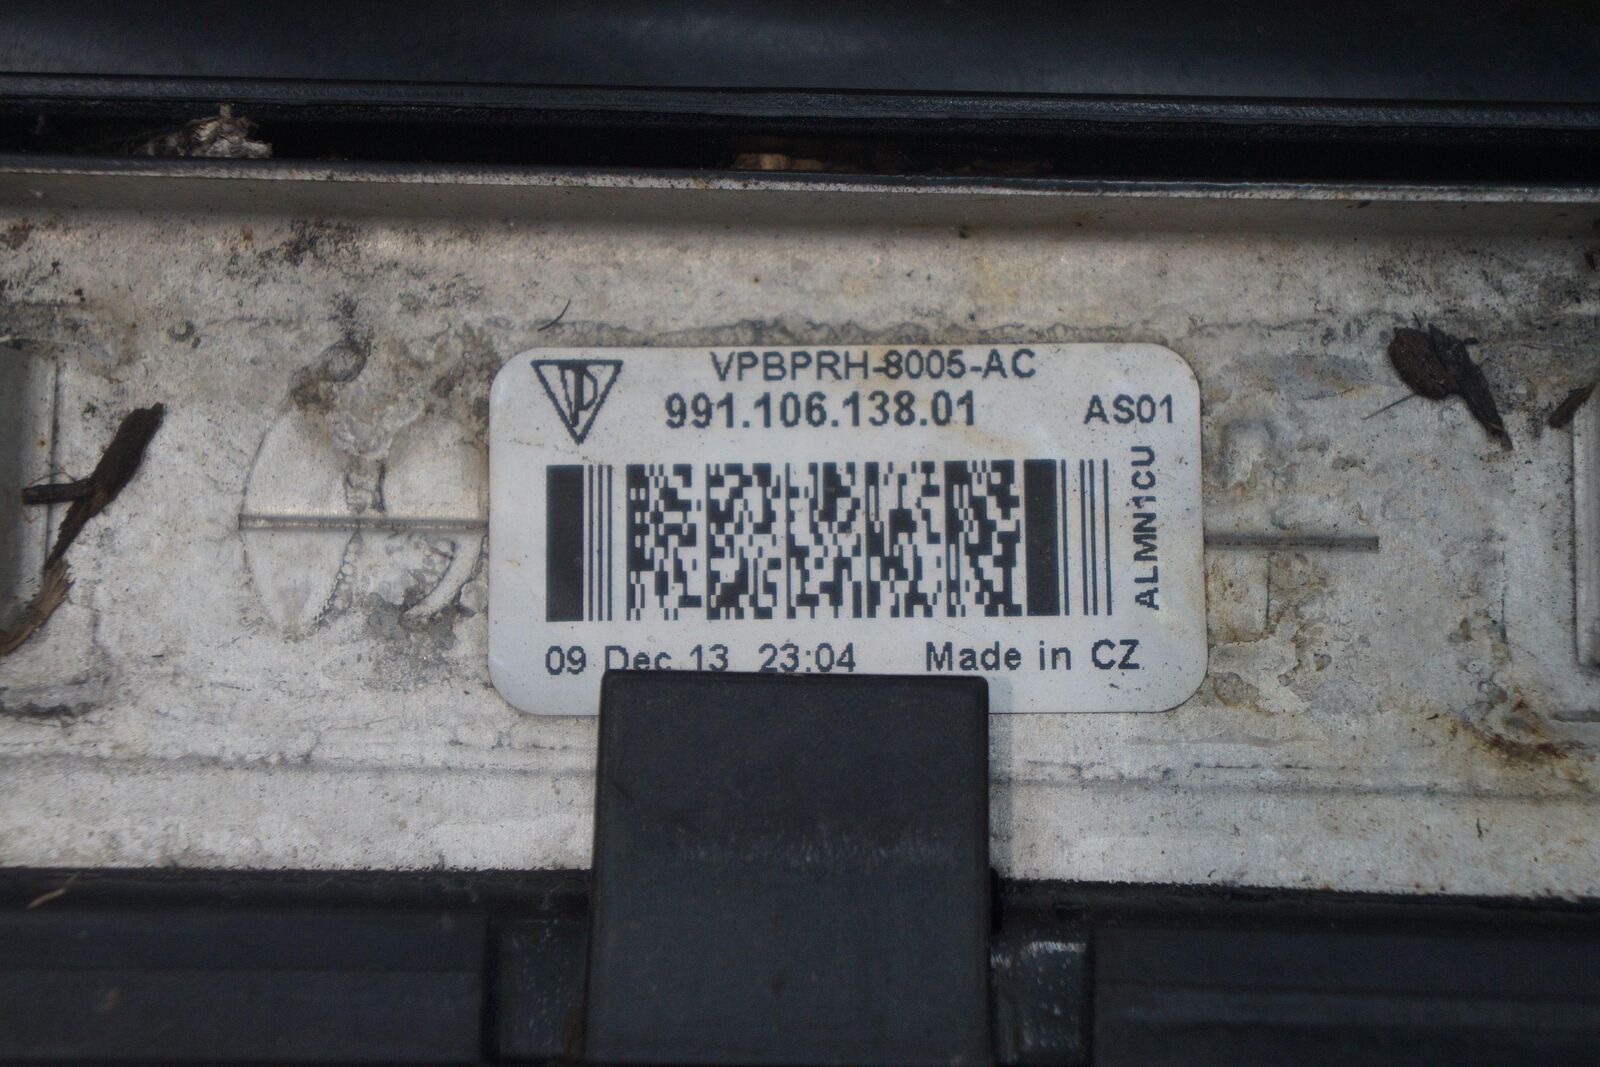 VPBPRH-8005-AC
991.106.138.01
AS01
ALMN1CU
09 Dec 13 23:04 Made in CZ